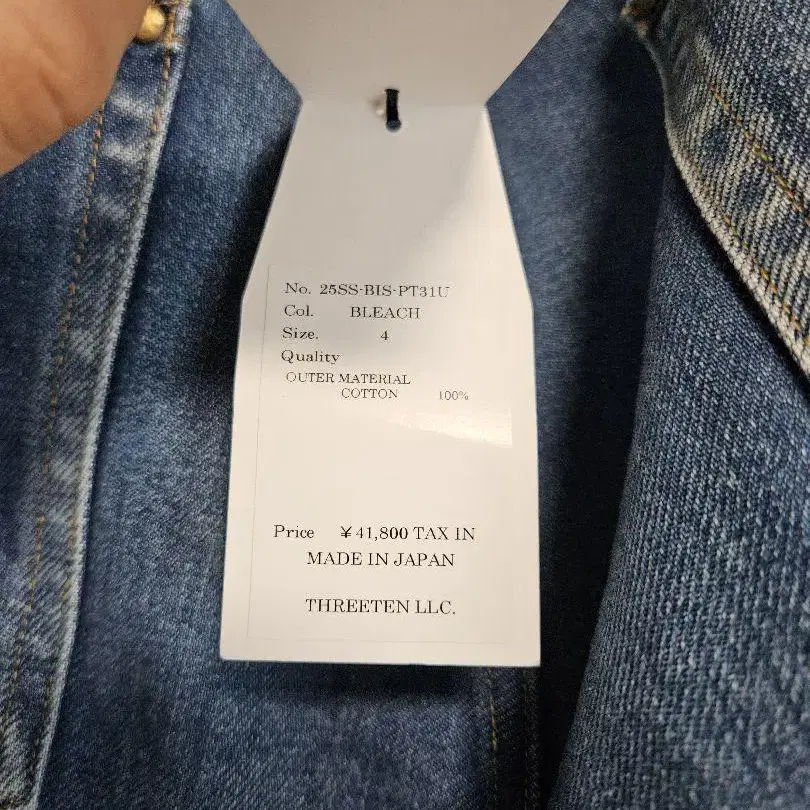 No. 25SS-BIS-PT31U
Col. BLEACH
Size. 4
Quality
OUTER MATERIAL
COTTON 100%
Price ¥41,800 TAX IN
MADE IN JAPAN
THREETEN LLC.